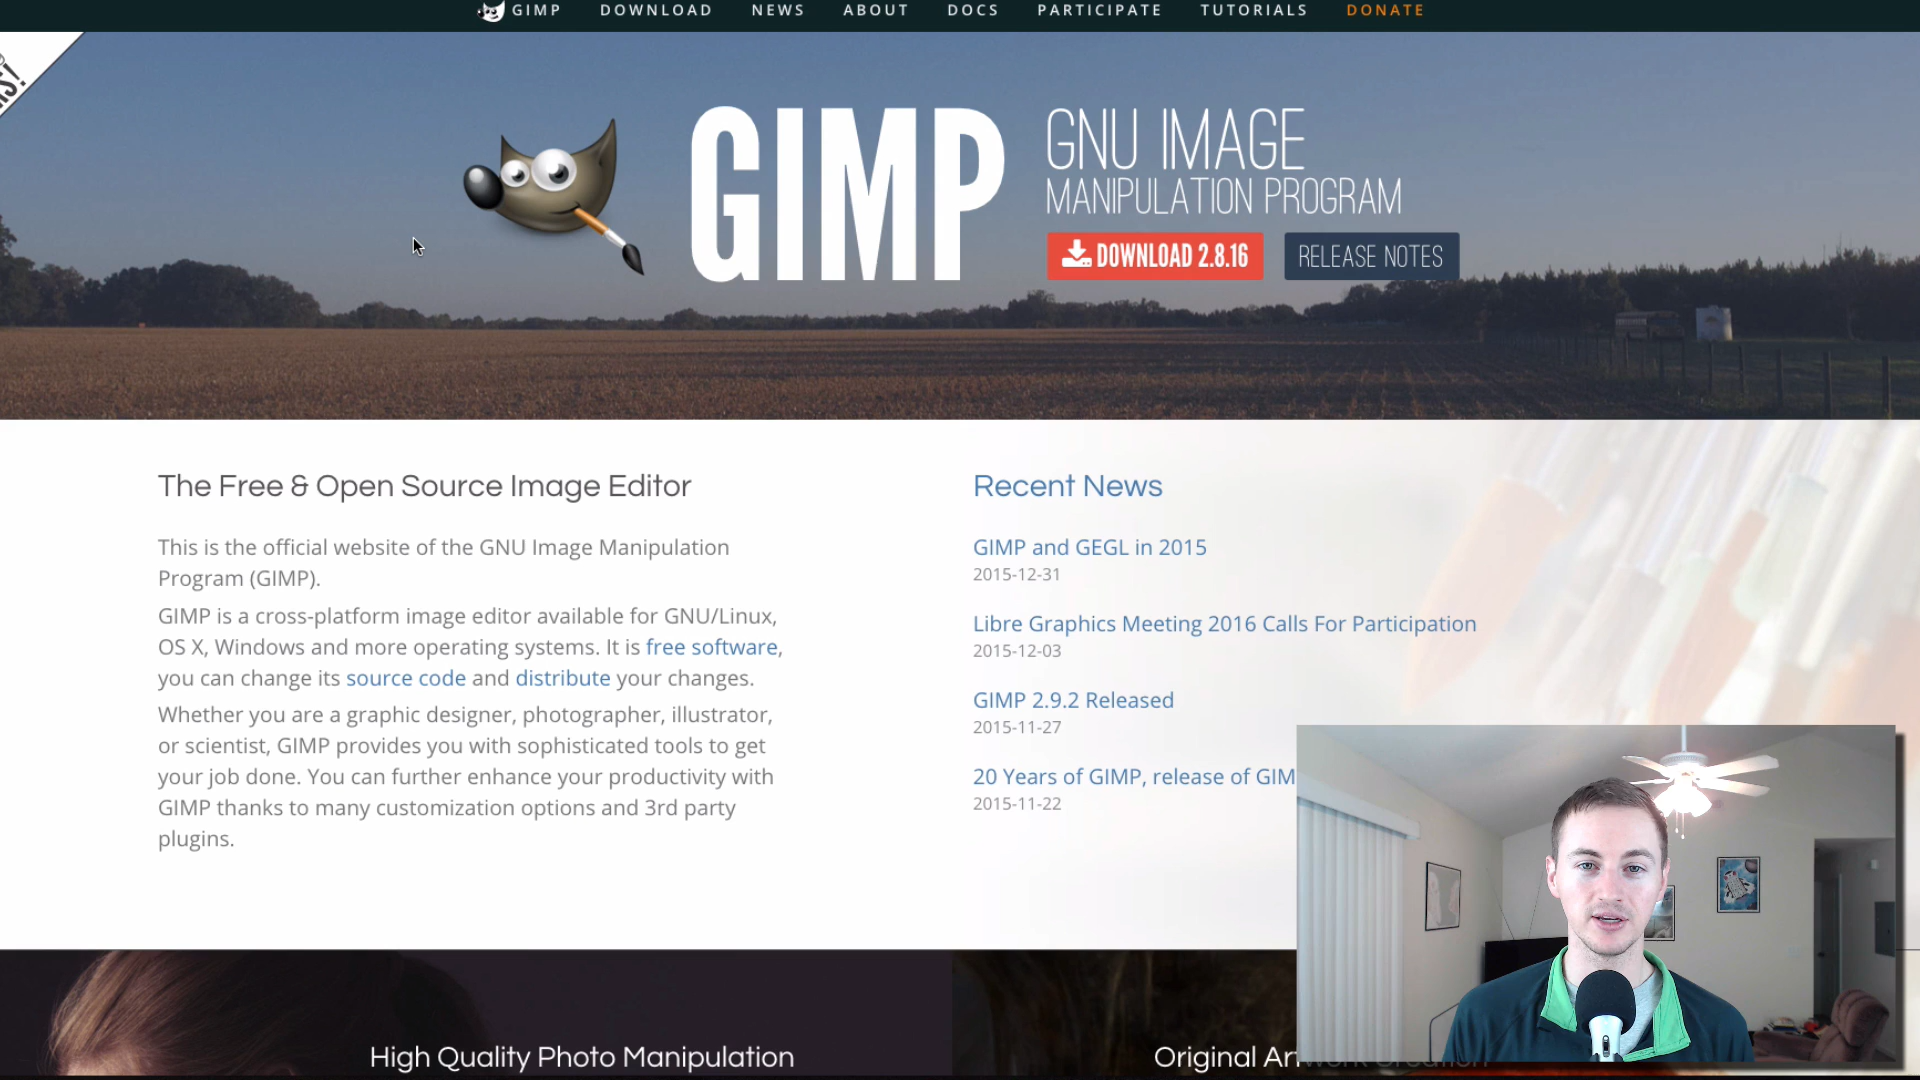 GIMP DOWNLOAD NEWS ABOUT DOCS PARTICIPATE TUTORIALS DONATE
GIMP
GNU IMAGE
MANIPULATION PROGRAM
DOWNLOAD 2.8.16 RELEASE NOTES
The Free & Open Source Image Editor
This is the official website of the GNU Image Manipulation
Program (GIMP).
GIMP is a cross-platform image editor available for GNU/Linux,
OS X, Windows and more operating systems. It is free software,
you can change its source code and distribute your changes.
Whether you are a graphic designer, photographer, illustrator,
or scientist, GIMP provides you with sophisticated tools to get
your job done. You can further enhance your productivity with
GIMP thanks to many customization options and 3rd party
plugins.
Recent News
GIMP and GEGL in 2015
2015-12-31
Libre Graphics Meeting 2016 Calls For Participation
2015-12-03
GIMP 2.9.2 Released
2015-11-27
20 Years of GIMP, release of GIM
2015-11-22
High Quality Photo Manipulation
Original Artwork Creation